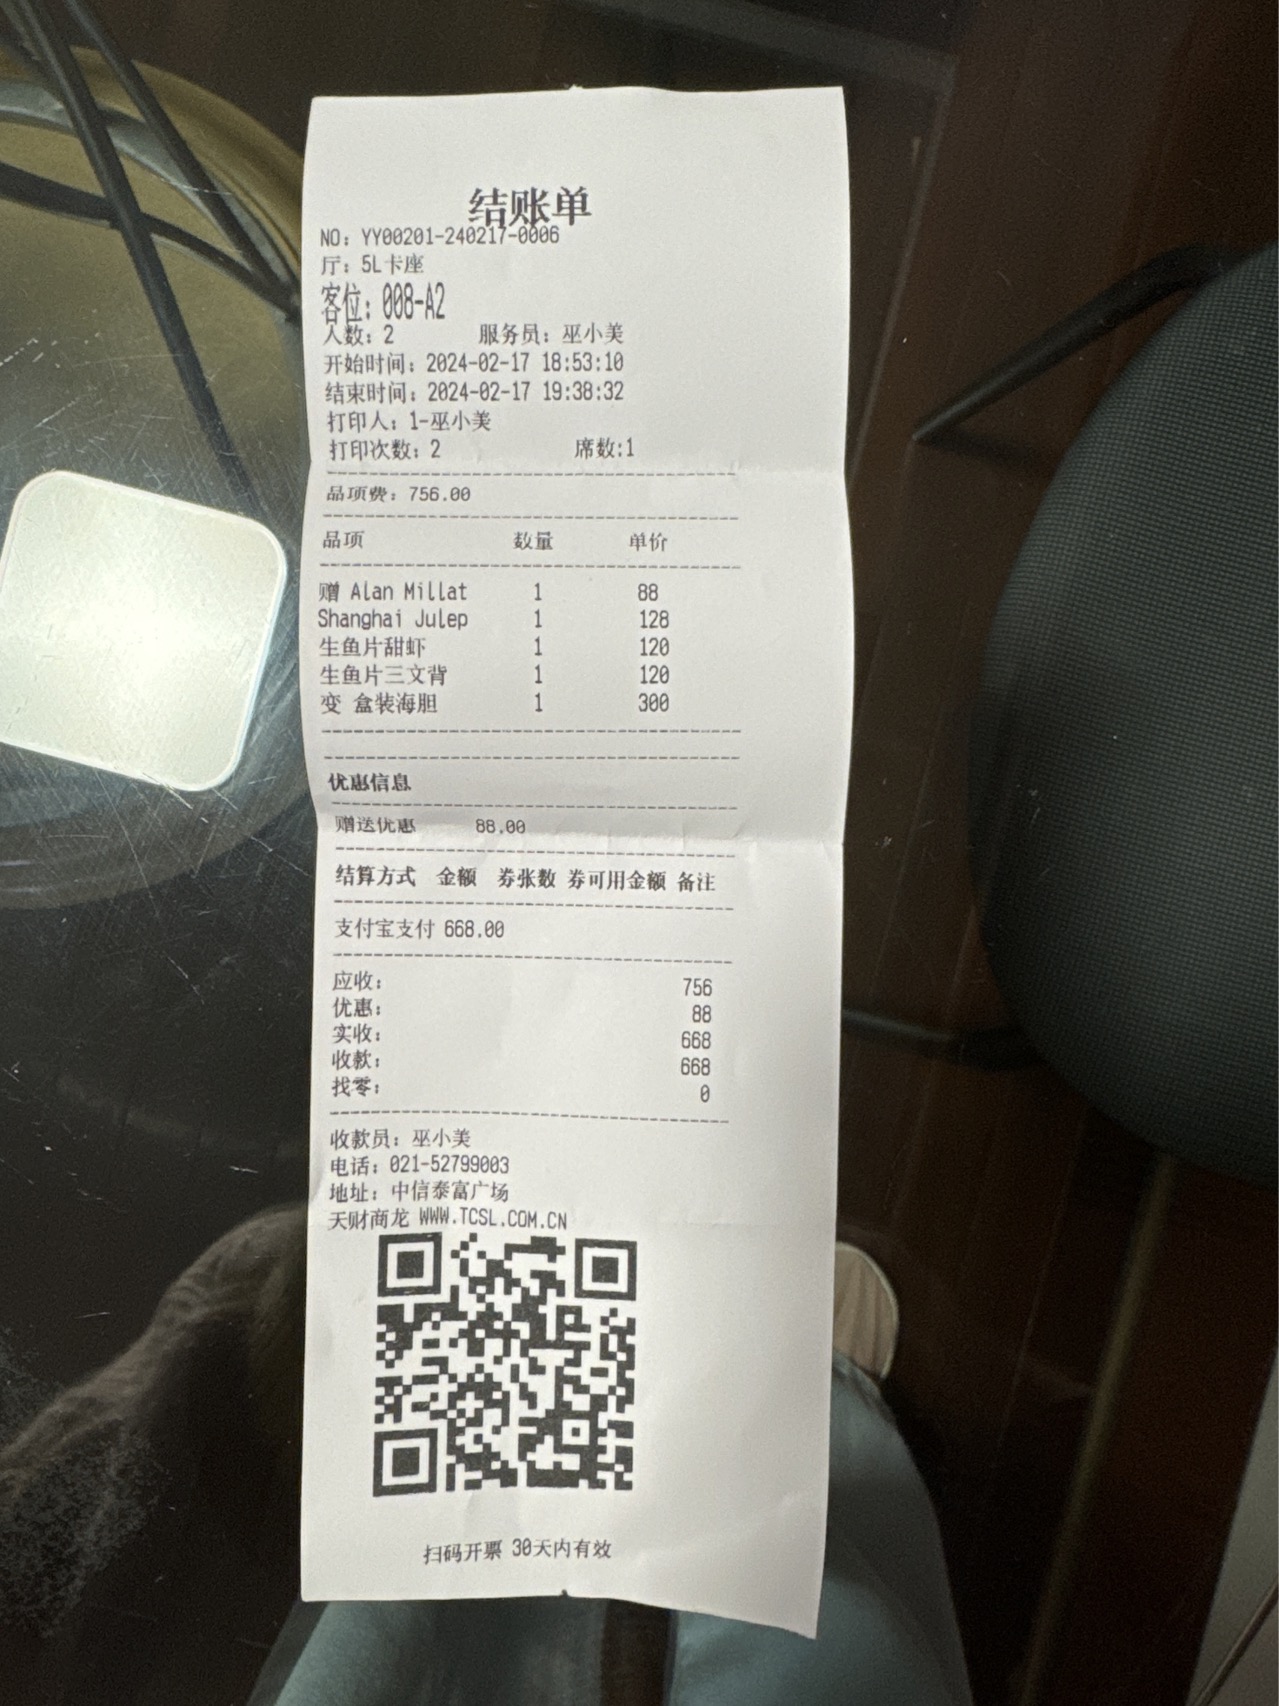 结账单
NO: YY00201-240217-0006
厅: 5L卡座
客位: 008-A2
人数: 2 服务员: 巫小美
开始时间: 2024-02-17 18:53:10
结束时间: 2024-02-17 19:38:32
打印人: 1-巫小美
打印次数: 2 席数:1
品项费: 756.00
品项 数量 单价
赠 Alan Millat 1 88
Shanghai Julep 1 128
生鱼片甜虾 1 120
生鱼片三文背 1 120
变 盒装海胆 1 300
优惠信息
赠送优惠 88.00
结算方式 金额 券张数 券可用金额 备注
支付宝支付 668.00
应收: 756
优惠: 88
实收: 668
收款: 668
找零: 0
收款员: 巫小美
电话: 021-52799003
地址: 中信泰富广场
天财商龙 WWW.TCSL.COM.CN
扫码开票 30天内有效